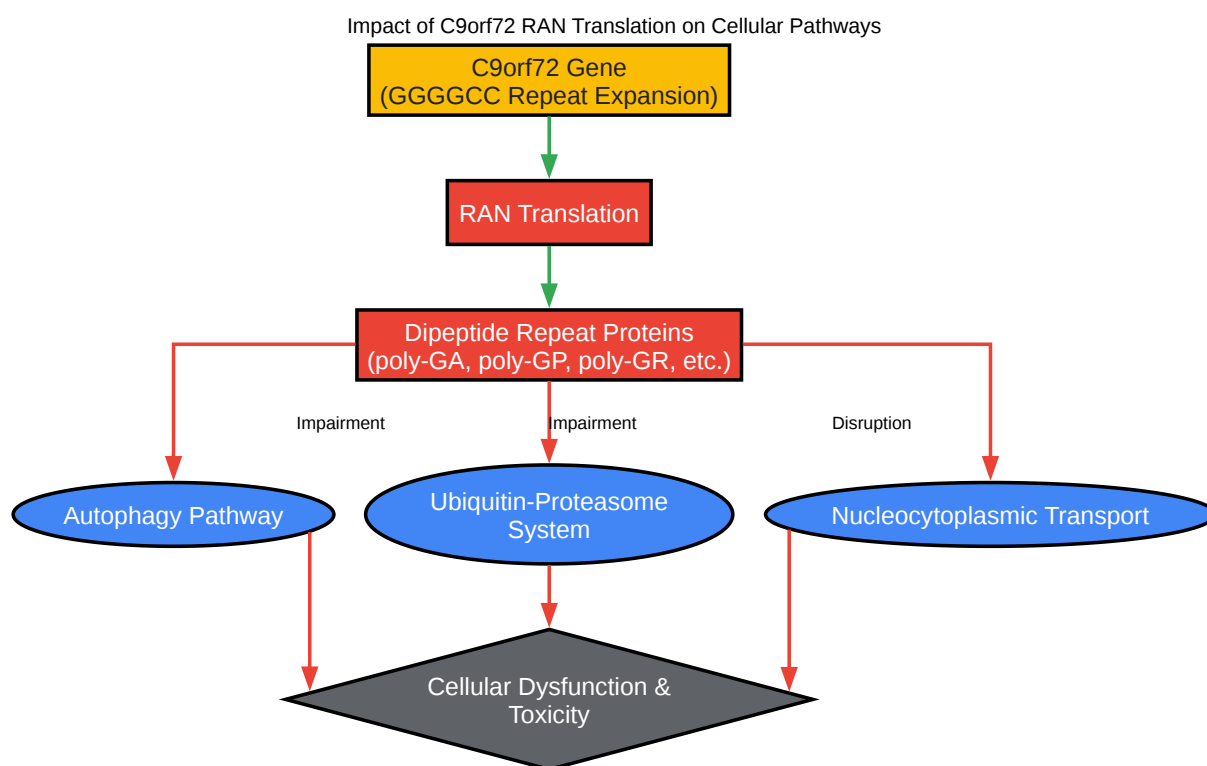 Impact of C9orf72 RAN Translation on Cellular Pathways
C9orf72 Gene
(GGGGCC Repeat Expansion)
RAN Translation
Dipeptide Repeat Proteins
(poly-GA, poly-GP, poly-GR, etc.)
Impairment
Impairment
Disruption
Autophagy Pathway
Ubiquitin-Proteasome
System
Nucleocytoplasmic Transport
Cellular Dysfunction &
Toxicity